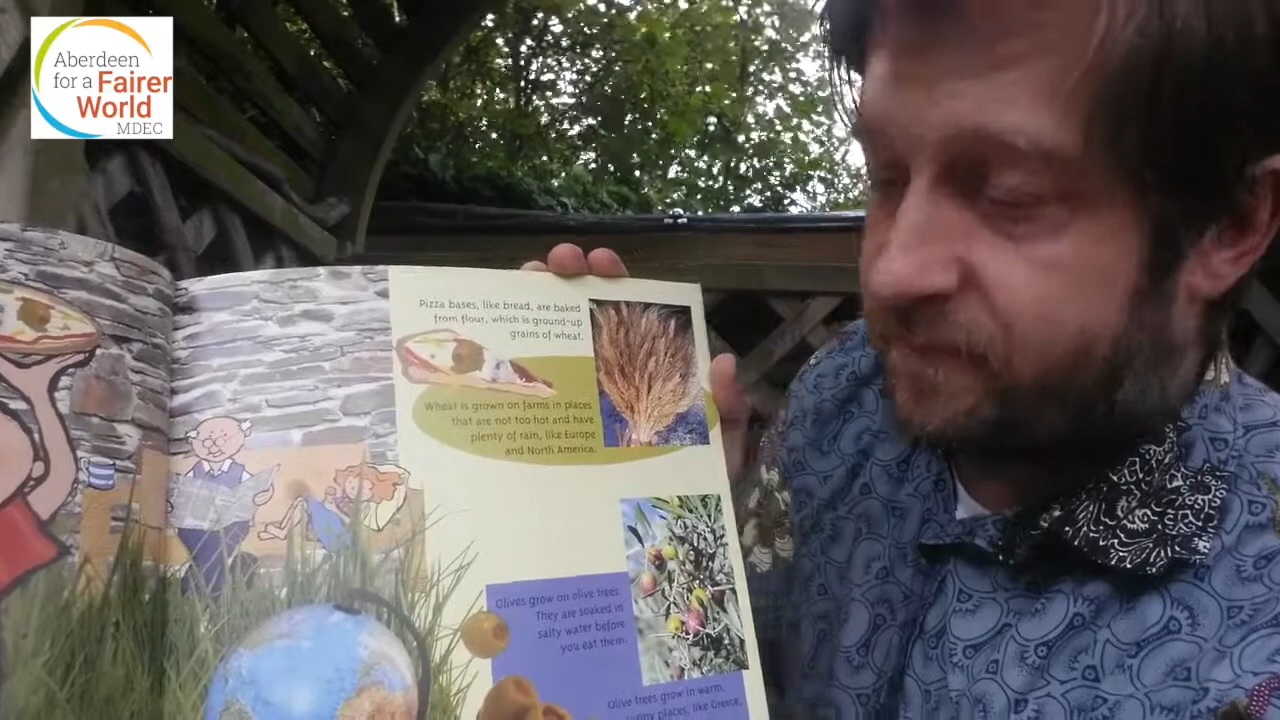 Aberdeen
for a Fairer
World
MDEC
Pizza bases, like bread, are baked
from flour, which is ground-up
grains of wheat.
Wheat is grown on farms in places
that are not too hot and have
plenty of rain, like Europe
and North America.
Olives grow on olive trees.
They are soaked in
salty water before
you eat them.
Olive trees grow in warm,
places, like Greece,